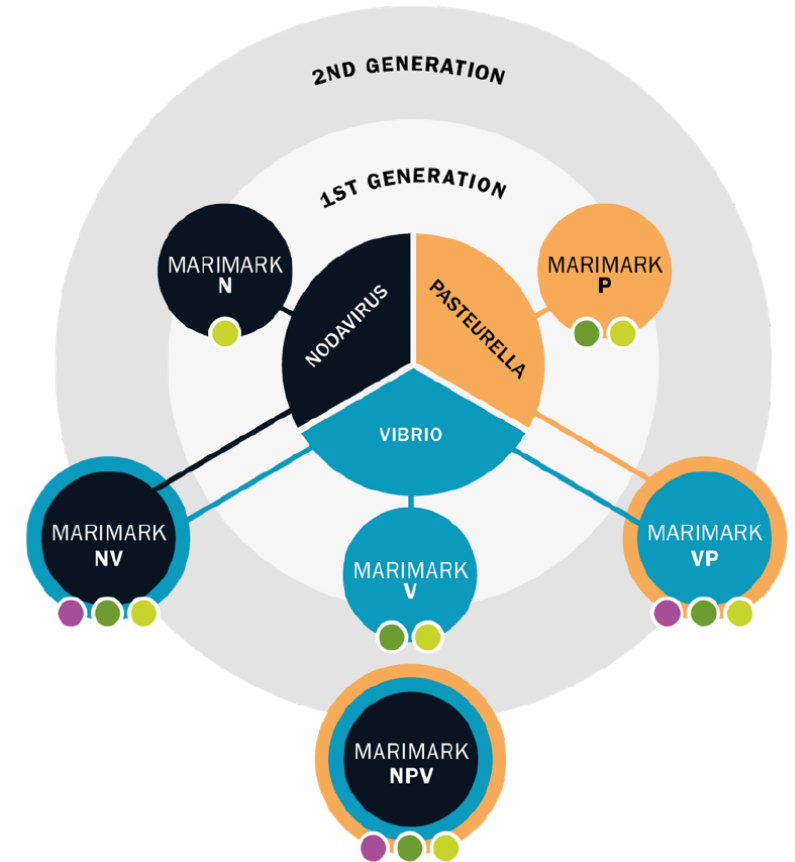 2ND GENERATION
1ST GENERATION
MARIMARK
N
MARIMARK
P
NODAVIRUS
PASTEURELLA
VIBRIO
MARIMARK
NV
MARIMARK
V
MARIMARK
VP
MARIMARK
NPV